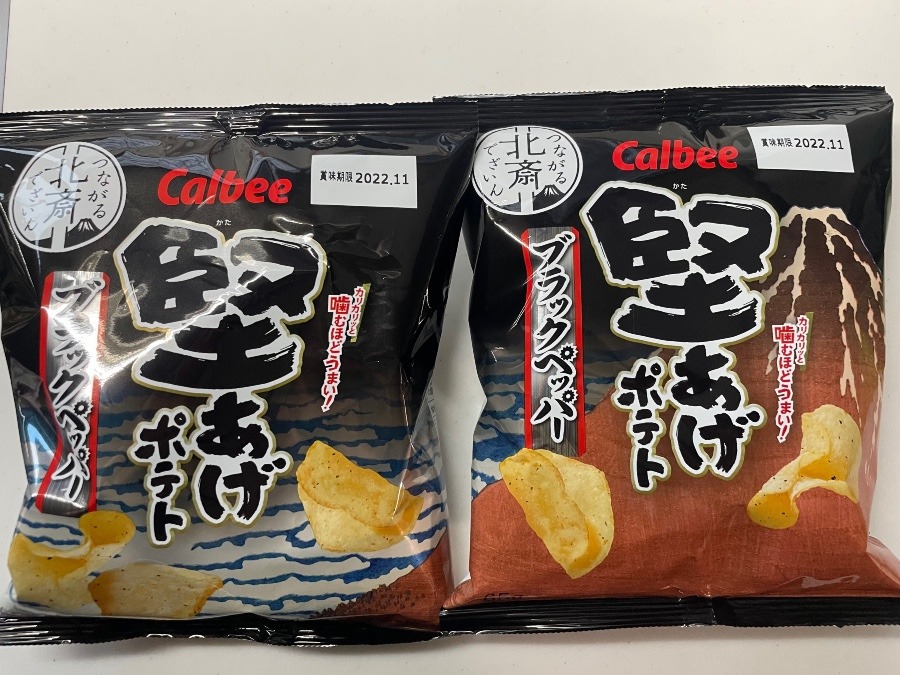 つながる
北斎
でざいん
Calbee
賞味期限 2022.11
かた
堅あげ
ポテト
ブラックペッパー
カリカリッと
噛むほどうまい!
つながる
北斎
でざいん
Calbee
賞味期限 2022.11
かた
堅あげ
ポテト
ブラックペッパー
カリカリッと
噛むほどうまい!